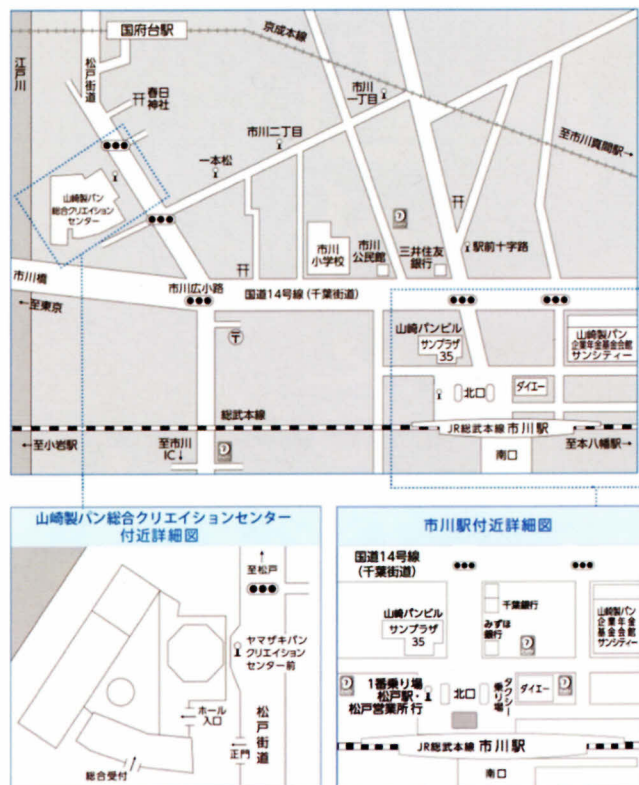 国府台駅
京成本線
江戸川
松戸街道
春日
神社
市川
一丁目
市川二丁目
一本松
至市川真間駅→
山崎製パン
総合クリエイション
センター
市川
小学校
市川
公民館
三井住友
銀行
駅前十字路
市川橋
市川広小路
国道14号線(千葉街道)
←至東京
山崎パンビル
サンプラザ
35
山崎製パン
企業年金基金会館
サンシティー
北口
ダイエー
総武本線
JR総武本線 市川駅
←至小岩駅
至市川
IC↓
南口
至本八幡駅→
山崎製パン総合クリエイションセンター
付近詳細図
↑
至松戸
ヤマザキパン
クリエイション
センター前
ホール
入口
松戸街道
正門
総合受付
市川駅付近詳細図
国道14号線
(千葉街道)
千葉銀行
みずほ
銀行
山崎パンビル
サンプラザ
35
山崎製パン
企業年金
基金会館
サンシティー
1番乗り場
松戸駅・
松戸営業所行
北口
タクシー
乗り場
ダイエー
JR総武本線 市川駅
南口